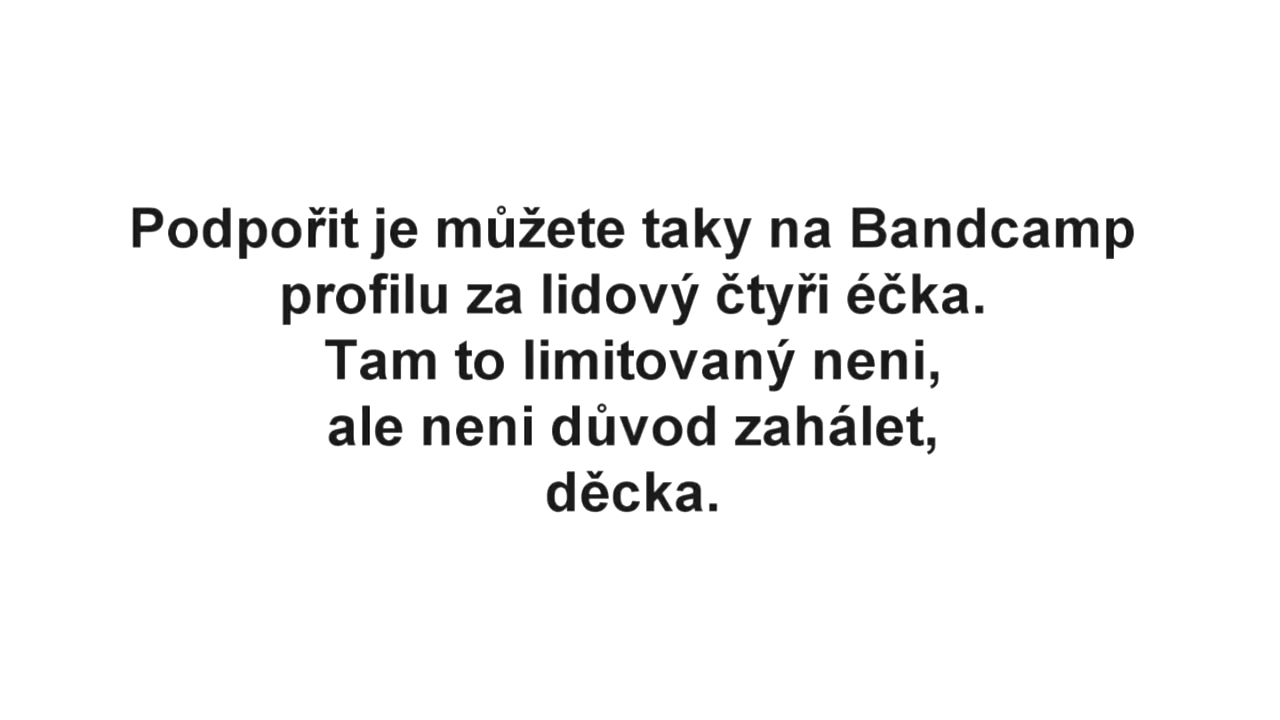 Podpořit je můžete taky na Bandcamp
profilu za lidový čtyři éčka.
Tam to limitovaný neni,
ale neni důvod zahálet,
děcka.